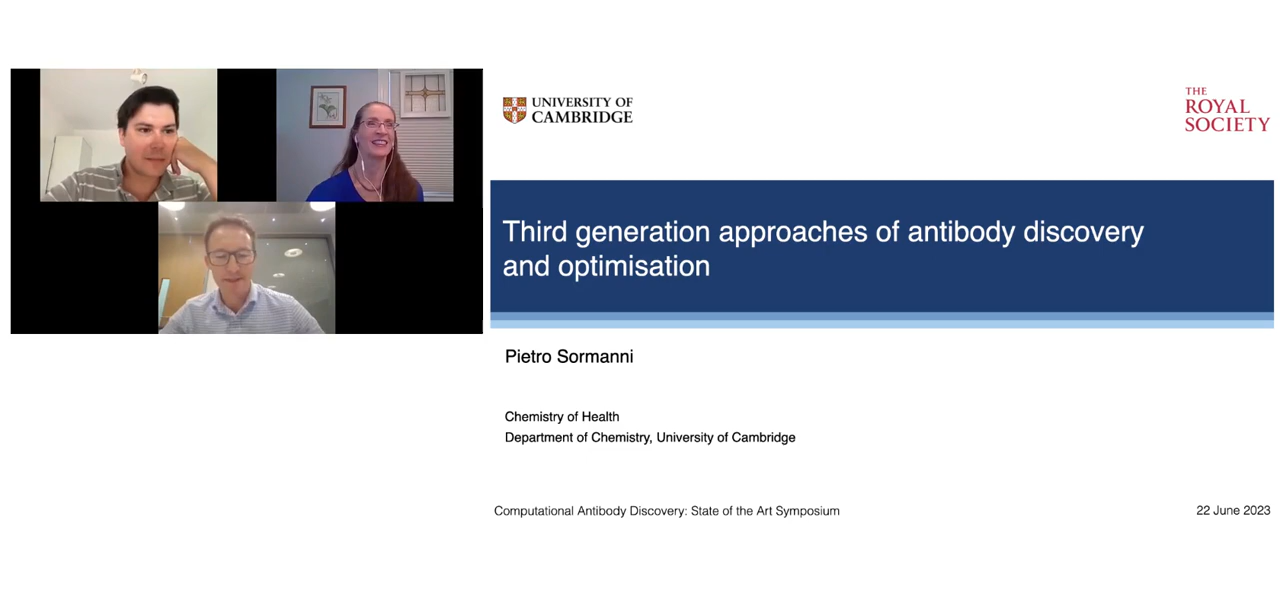 UNIVERSITY OF
CAMBRIDGE
THE
ROYAL
SOCIETY
Third generation approaches of antibody discovery
and optimisation
Pietro Sormanni
Chemistry of Health
Department of Chemistry, University of Cambridge
Computational Antibody Discovery: State of the Art Symposium
22 June 2023